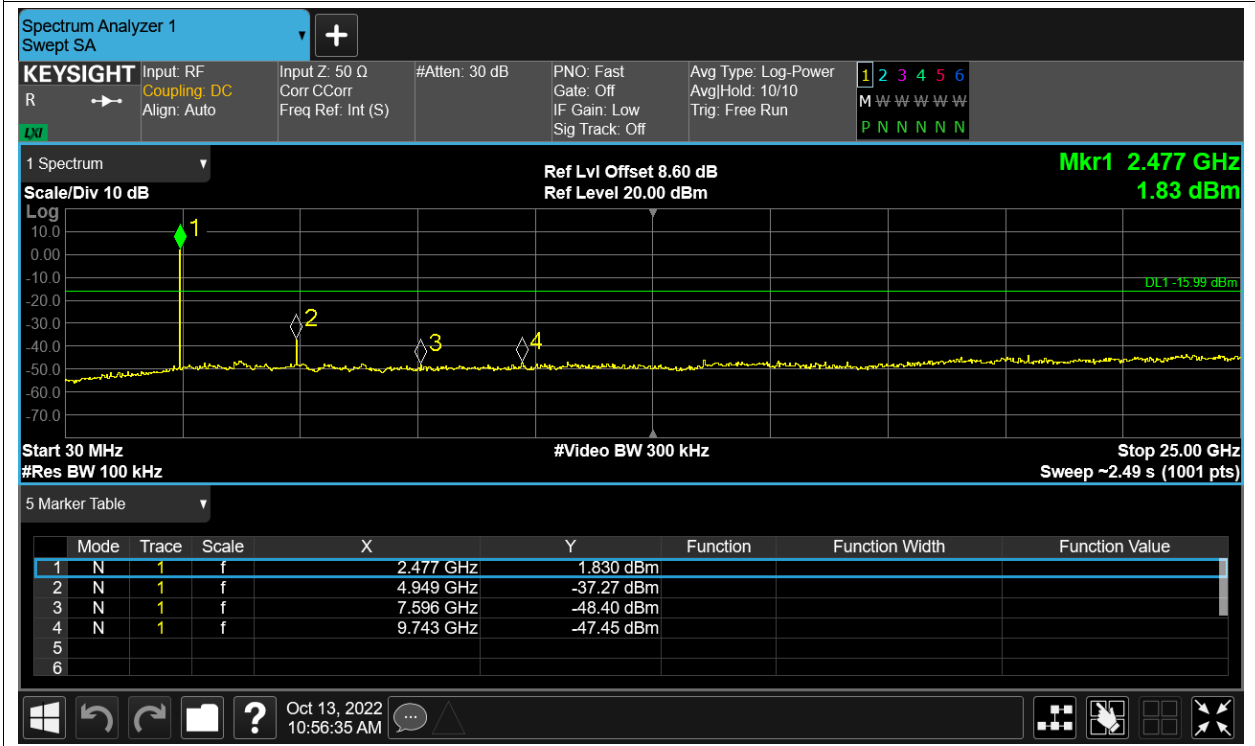 Spectrum Analyzer 1
Swept SA
+
KEYSIGHT
R
LXI
Input: RF
Coupling: DC
Align: Auto
Input Z: 50 Ω
Corr CCorr
Freq Ref: Int (S)
#Atten: 30 dB
PNO: Fast
Gate: Off
IF Gain: Low
Sig Track: Off
Avg Type: Log-Power
Avg|Hold: 10/10
Trig: Free Run
1 2 3 4 5 6
M W W W W W
P N N N N N
1 Spectrum
Scale/Div 10 dB
Ref Lvl Offset 8.60 dB
Ref Level 20.00 dBm
Mkr1 2.477 GHz
1.83 dBm
Log
10.0
0.00
-10.0
-20.0
-30.0
-40.0
-50.0
-60.0
-70.0
1
2
3
4
DL1 -15.99 dBm
Start 30 MHz
#Video BW 300 kHz
Stop 25.00 GHz
#Res BW 100 kHz
Sweep ~2.49 s (1001 pts)
5 Marker Table
Mode Trace Scale X Y Function Function Width Function Value
1 N 1 f 2.477 GHz 1.830 dBm
2 N 1 f 4.949 GHz -37.27 dBm
3 N 1 f 7.596 GHz -48.40 dBm
4 N 1 f 9.743 GHz -47.45 dBm
5
6
?
Oct 13, 2022
10:56:35 AM